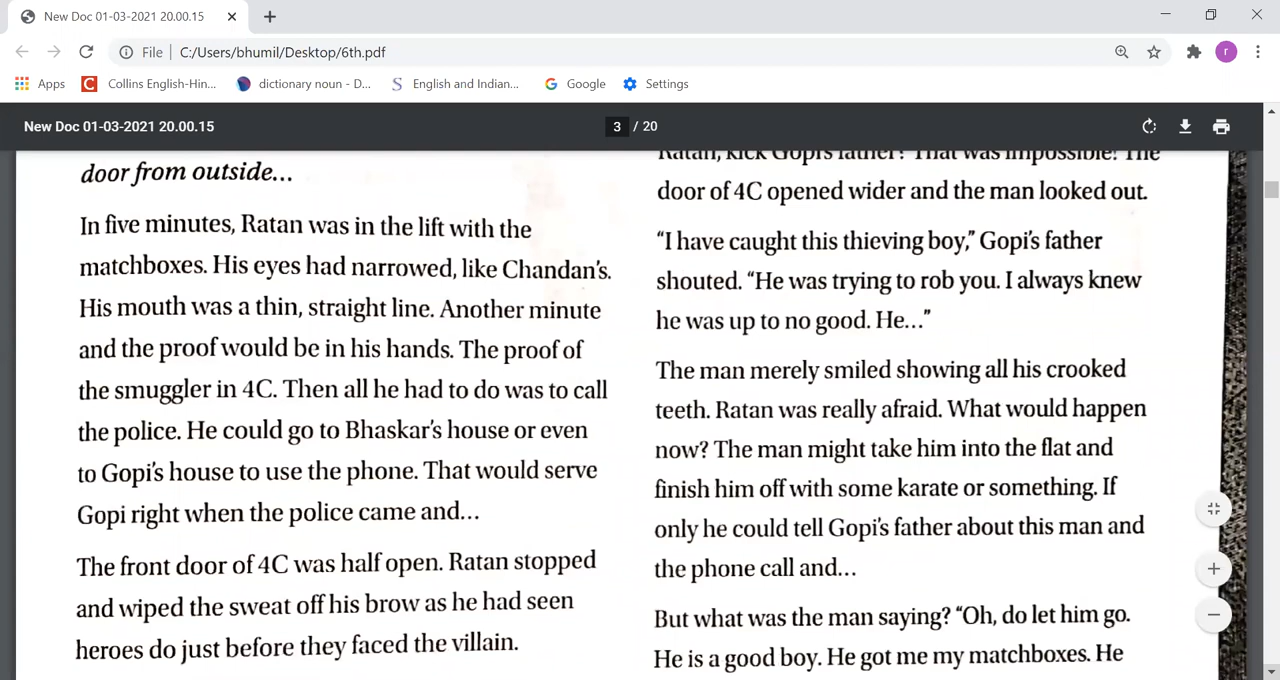 New Doc 01-03-2021 20.00.15
File
C:/Users/bhumil/Desktop/6th.pdf
r
Apps
C
Collins English-Hin...
dictionary noun - D...
S
English and Indian...
Google
Settings
New Doc 01-03-2021 20.00.15
3 / 20
door from outside...
In five minutes, Ratan was in the lift with the
matchboxes. His eyes had narrowed, like Chandan's.
His mouth was a thin, straight line. Another minute
and the proof would be in his hands. The proof of
the smuggler in 4C. Then all he had to do was to call
the police. He could go to Bhaskar's house or even
to Gopi's house to use the phone. That would serve
Gopi right when the police came and...
The front door of 4C was half open. Ratan stopped
and wiped the sweat off his brow as he had seen
heroes do just before they faced the villain.
Ratan, kick Gopi's father? That was impossible! The
door of 4C opened wider and the man looked out.
“I have caught this thieving boy,” Gopi's father
shouted. “He was trying to rob you. I always knew
he was up to no good. He...”
The man merely smiled showing all his crooked
teeth. Ratan was really afraid. What would happen
now? The man might take him into the flat and
finish him off with some karate or something. If
only he could tell Gopi's father about this man and
the phone call and...
But what was the man saying? “Oh, do let him go.
He is a good boy. He got me my matchboxes. He